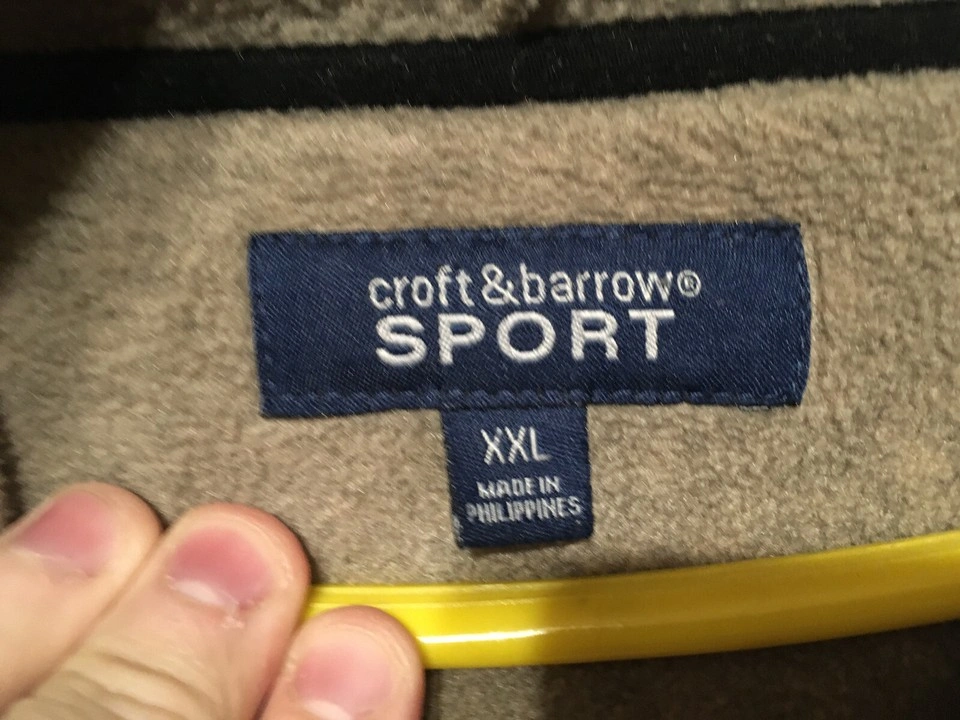 croft&barrow®
SPORT
XXL
MADE IN
PHILIPPINES